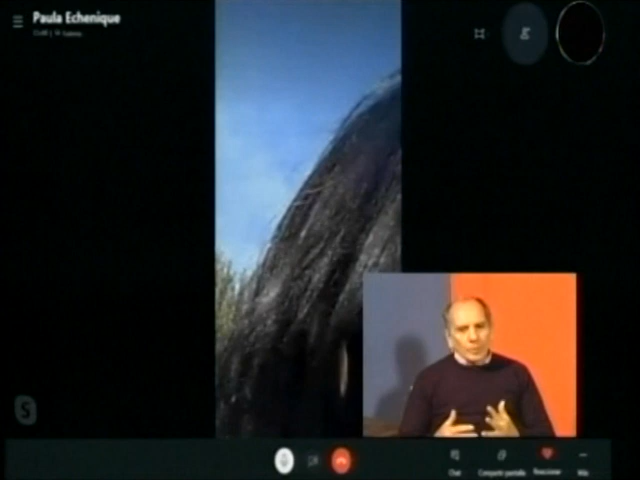 Paula Echenique
g
S
Chat
Compartir pantalla
Reaccionar
Más